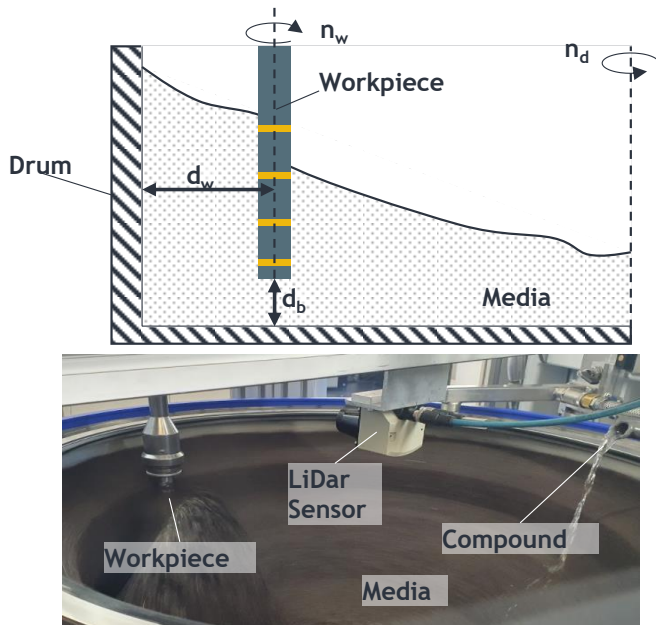 n_w
n_d
Workpiece
Drum
d_w
d_b
Media
LiDar
Sensor
Compound
Workpiece
Media